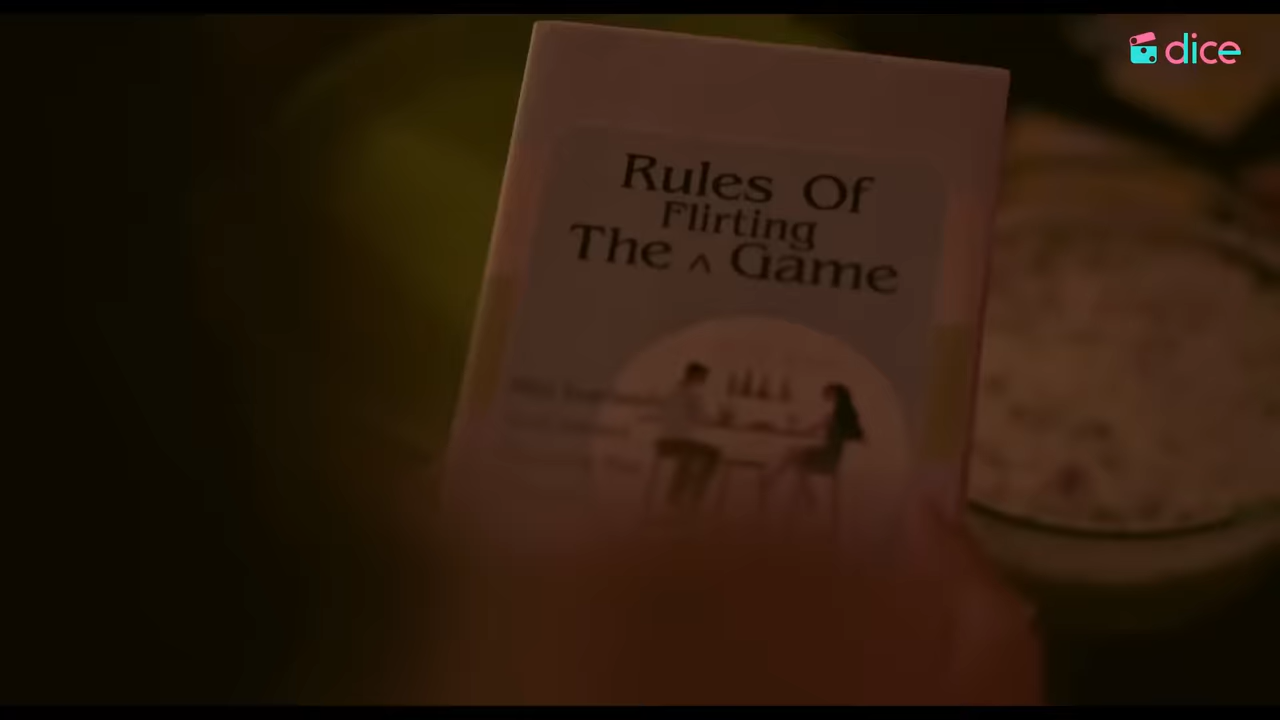 dice
Rules Of
Flirting
The ^ Game